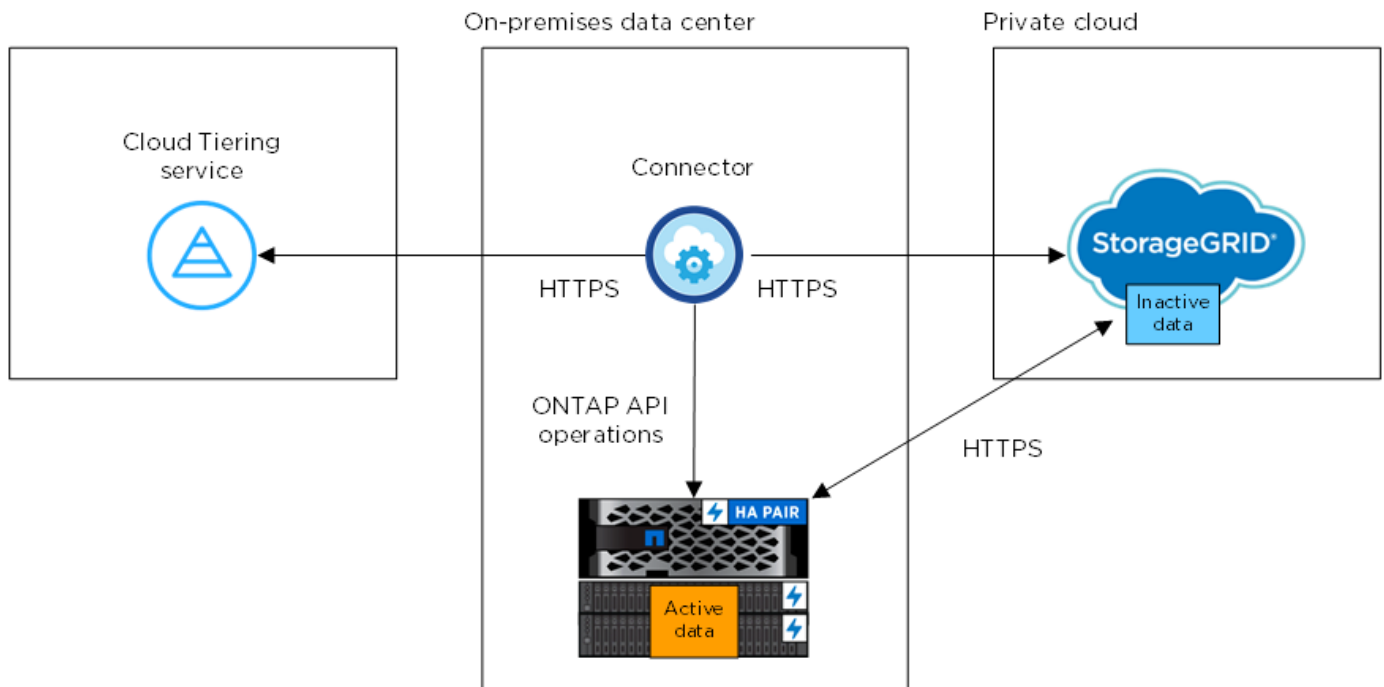 On-premises data center
Private cloud
Cloud Tiering
service
Connector
StorageGRID®
Inactive
data
HTTPS
HTTPS
ONTAP API
operations
HTTPS
HA PAIR
Active
data